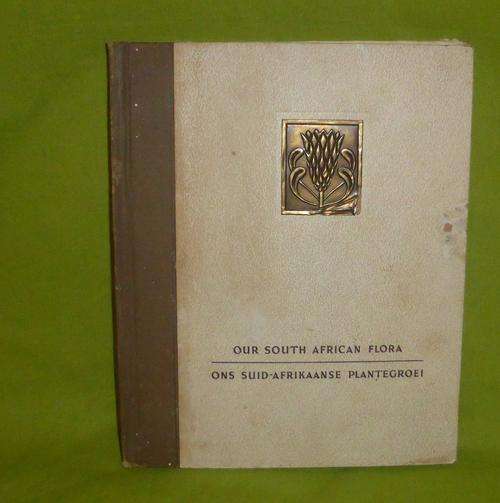 OUR SOUTH AFRICAN FLORA
ONS SUID-AFRIKAANSE PLANTEGROEI